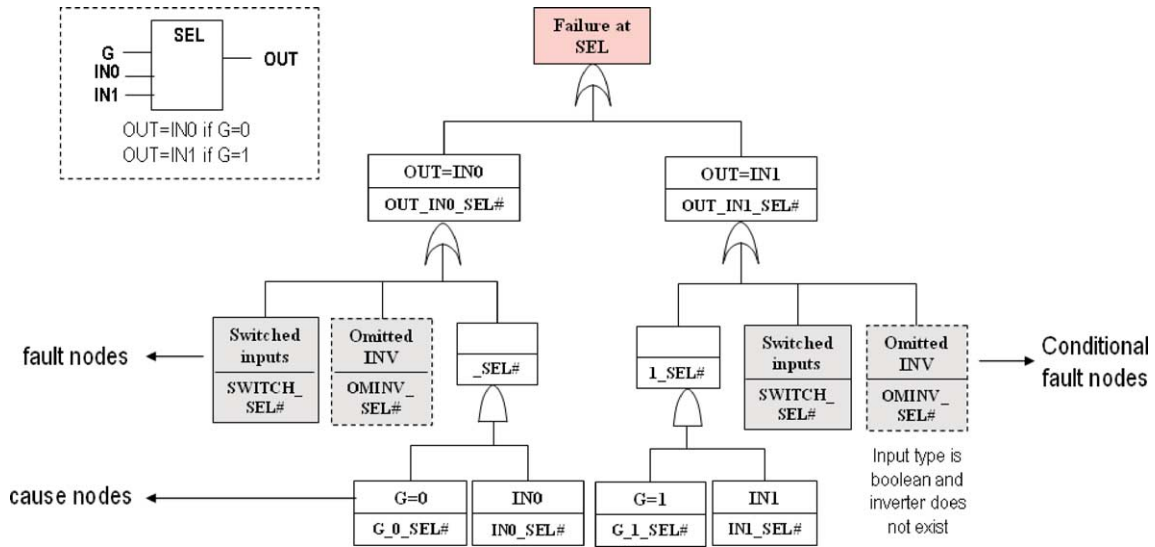 SEL
G
IN0
IN1
OUT
OUT=IN0 if G=0
OUT=IN1 if G=1
Failure at
SEL
OUT=IN0
OUT_IN0_SEL#
OUT=IN1
OUT_IN1_SEL#
fault nodes
Switched
inputs
SWITCH_
SEL#
Omitted
INV
OMINV_
SEL#
_SEL#
1_SEL#
Switched
inputs
SWITCH_
SEL#
Omitted
INV
OMINV_
SEL#
Conditional
fault nodes
Input type is
boolean and
inverter does
not exist
cause nodes
G=0
G_0_SEL#
IN0
IN0_SEL#
G=1
G_1_SEL#
IN1
IN1_SEL#